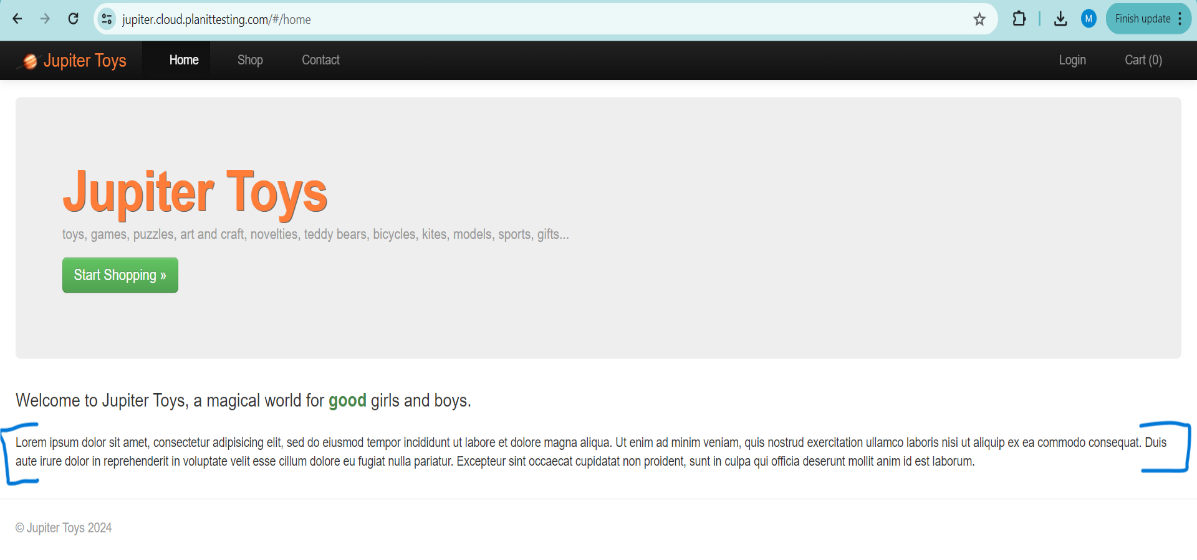 jupiter.cloud.planittesting.com/#/home
M
Finish update
Jupiter Toys
Home
Shop
Contact
Login
Cart (0)
Jupiter Toys
toys, games, puzzles, art and craft, novelties, teddy bears, bicycles, kites, models, sports, gifts...
Start Shopping »
Welcome to Jupiter Toys, a magical world for good girls and boys.
Lorem ipsum dolor sit amet, consectetur adipisicing elit, sed do eiusmod tempor incididunt ut labore et dolore magna aliqua. Ut enim ad minim veniam, quis nostrud exercitation ullamco laboris nisi ut aliquip ex ea commodo consequat. Duis
aute irure dolor in reprehenderit in voluptate velit esse cillum dolore eu fugiat nulla pariatur. Excepteur sint occaecat cupidatat non proident, sunt in culpa qui officia deserunt mollit anim id est laborum.
© Jupiter Toys 2024